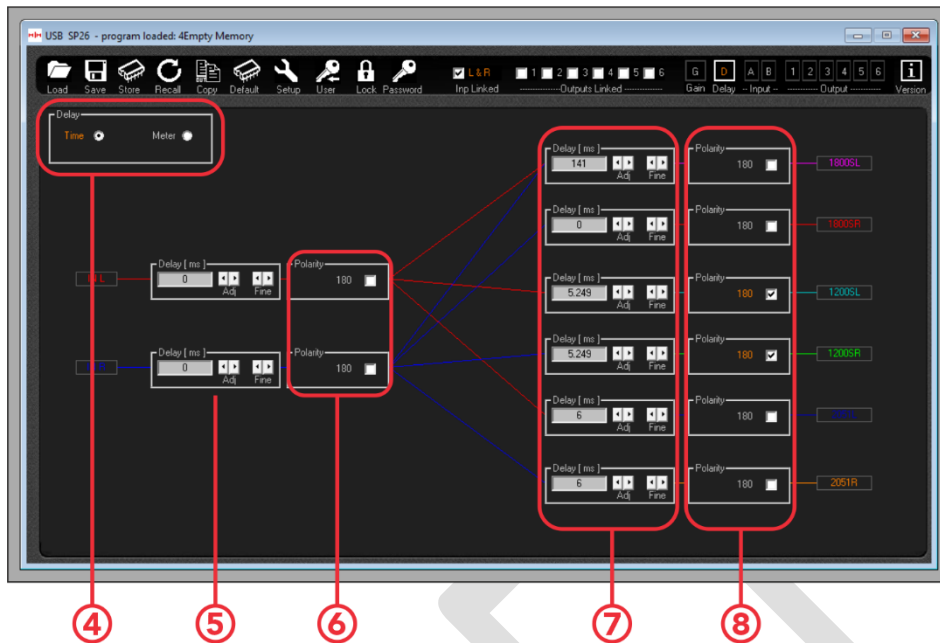 USB SP26 - program loaded: 4Empty Memory
Load Save Store Recall Copy Default Setup User Lock Password
L & R
Inp Linked
1 2 3 4 5 6
------------Outputs Linked ------------
G D A B 1 2 3 4 5 6
Gain Delay -- Input -- -------- Output --------
Version
Delay
Time Meter
Delay [ ms ]
141
Adj Fine
Polarity
180
1800SL
Delay [ ms ]
0
Adj Fine
Polarity
180
1800SR
Delay [ ms ]
0
Adj Fine
Polarity
180
Delay [ ms ]
5.249
Adj Fine
Polarity
180
1200SL
Delay [ ms ]
0
Adj Fine
Polarity
180
Delay [ ms ]
5.249
Adj Fine
Polarity
180
1200SR
Delay [ ms ]
6
Adj Fine
Polarity
180
Delay [ ms ]
6
Adj Fine
Polarity
180
2051R
4 5 6 7 8